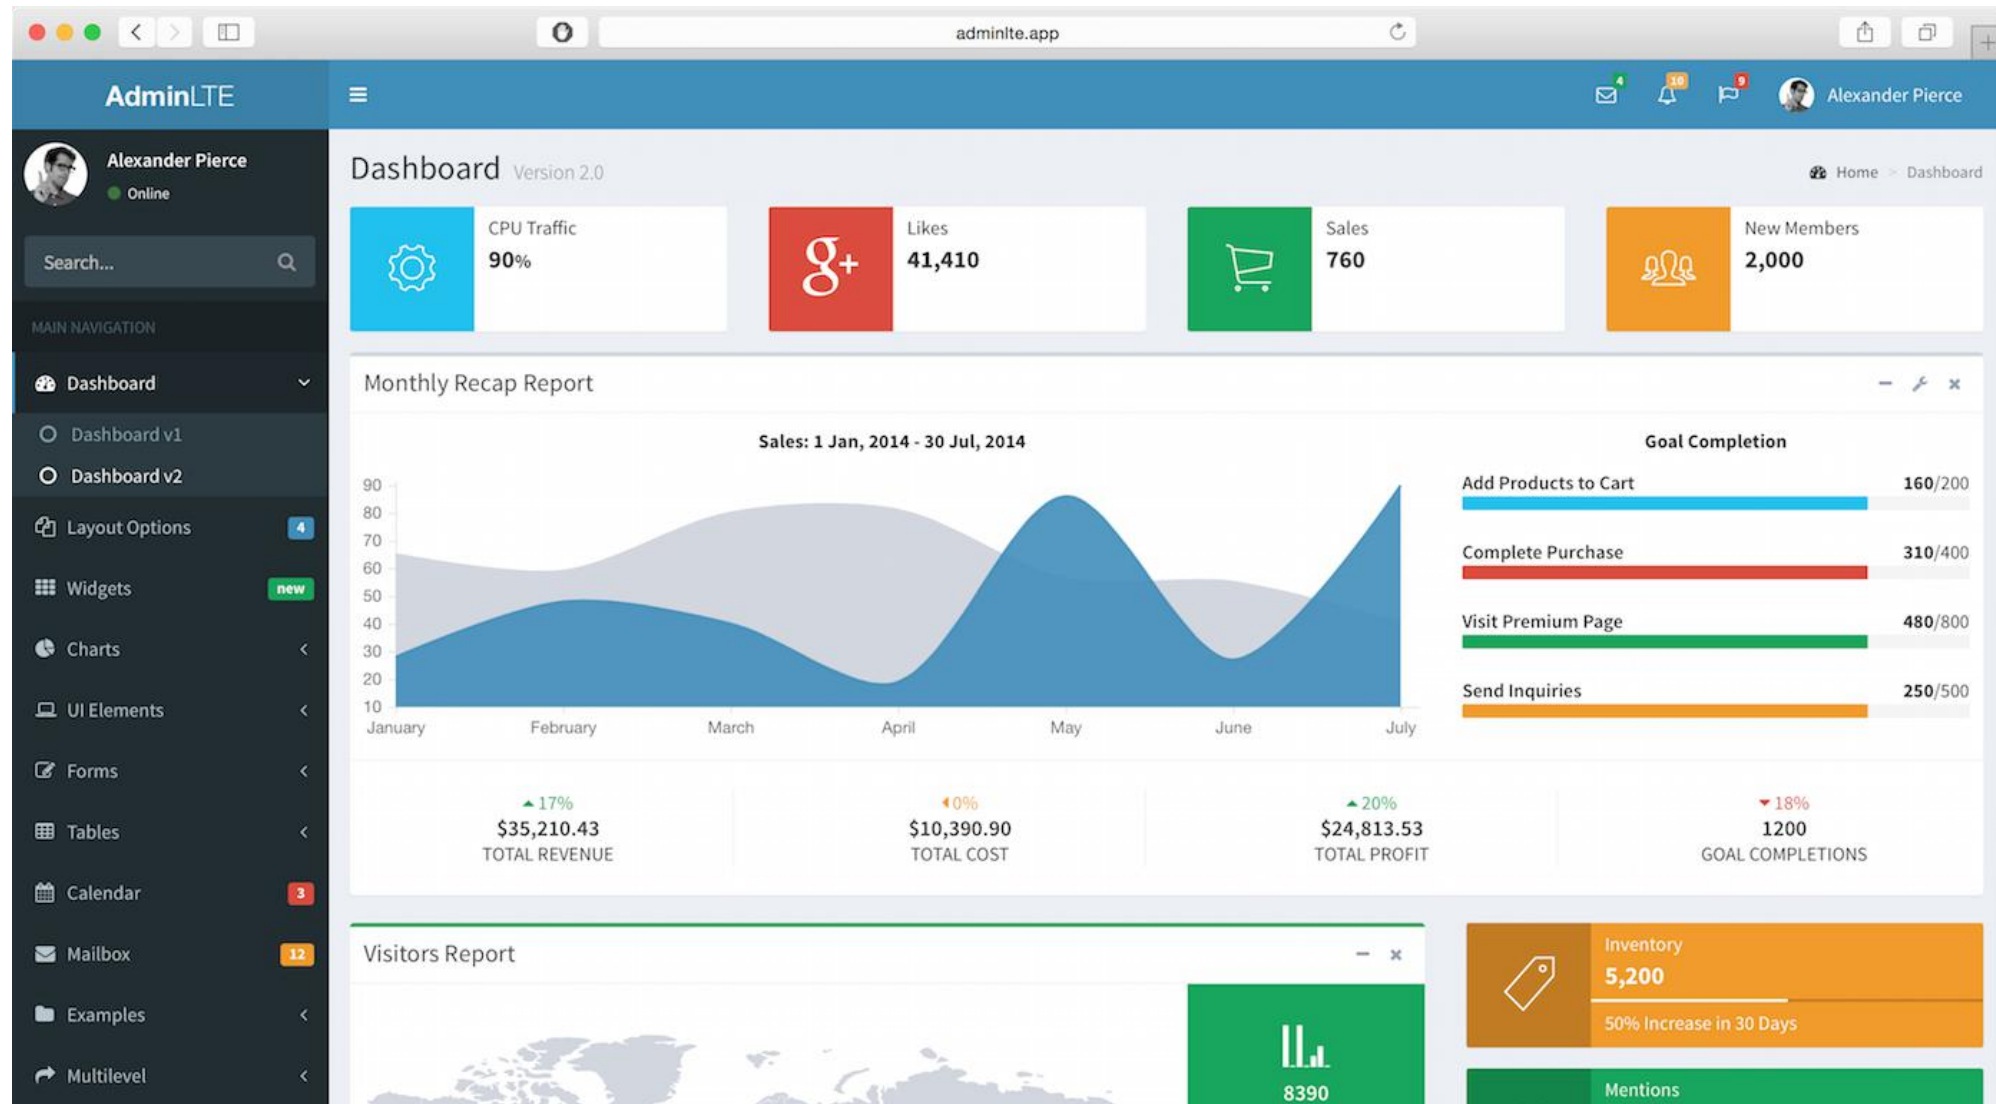 adminlte.app
AdminLTE
4
10
9
Alexander Pierce
Alexander Pierce
Online
Search...
MAIN NAVIGATION
Dashboard
Dashboard v1
Dashboard v2
Layout Options 4
Widgets new
Charts
UI Elements
Forms
Tables
Calendar 3
Mailbox 12
Examples
Multilevel
Dashboard Version 2.0
Home > Dashboard
CPU Traffic
90%
g+
Likes
41,410
Sales
760
New Members
2,000
Monthly Recap Report
Sales: 1 Jan, 2014 - 30 Jul, 2014
90
80
70
60
50
40
30
20
10
January February March April May June July
Goal Completion
Add Products to Cart 160/200
Complete Purchase 310/400
Visit Premium Page 480/800
Send Inquiries 250/500
17%
$35,210.43
TOTAL REVENUE
0%
$10,390.90
TOTAL COST
20%
$24,813.53
TOTAL PROFIT
18%
1200
GOAL COMPLETIONS
Visitors Report
8390
Inventory
5,200
50% Increase in 30 Days
Mentions